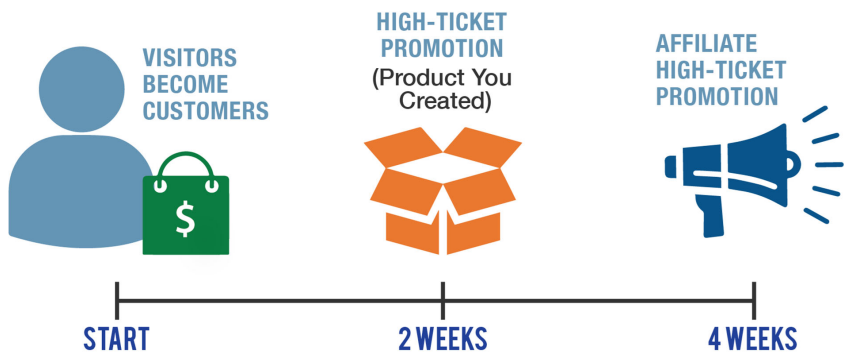 VISITORS
BECOME
CUSTOMERS
$
HIGH-TICKET
PROMOTION
(Product You
Created)
AFFILIATE
HIGH-TICKET
PROMOTION
START
2 WEEKS
4 WEEKS